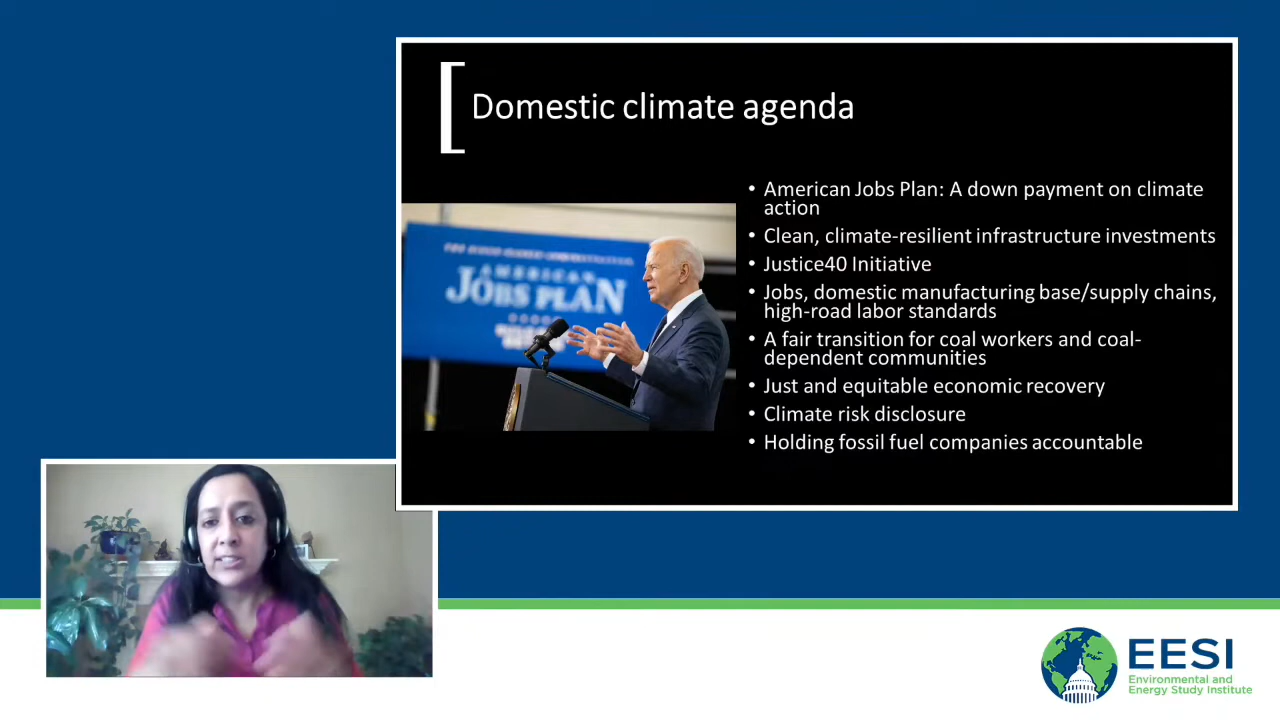 Domestic climate agenda
AMERICAN
JOBS PLAN
• American Jobs Plan: A down payment on climate
action
• Clean, climate-resilient infrastructure investments
• Justice40 Initiative
• Jobs, domestic manufacturing base/supply chains,
high-road labor standards
• A fair transition for coal workers and coal-
dependent communities
• Just and equitable economic recovery
• Climate risk disclosure
• Holding fossil fuel companies accountable
EESI
Environmental and
Energy Study Institute